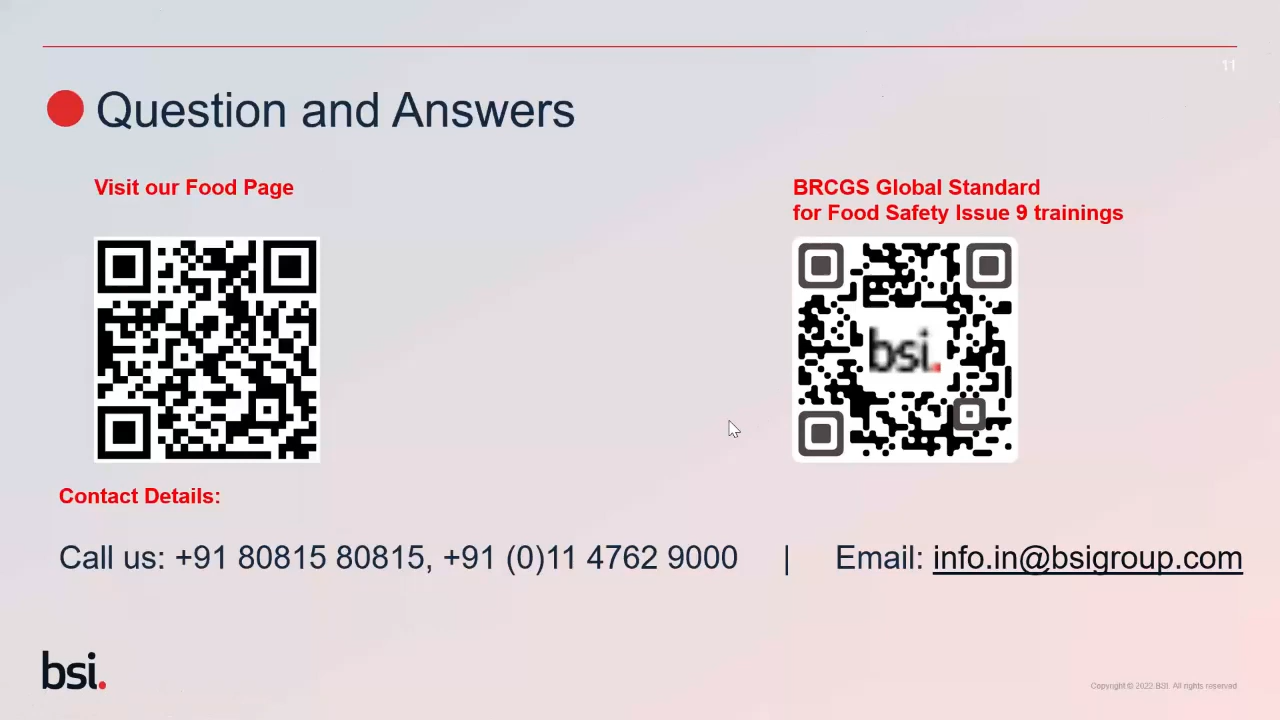 11
Question and Answers
Visit our Food Page
BRCGS Global Standard
for Food Safety Issue 9 trainings
bsi.
Contact Details:
Call us: +91 80815 80815, +91 (0)11 4762 9000 | Email: info.in@bsigroup.com
bsi.
Copyright © 2022 BSI. All rights reserved